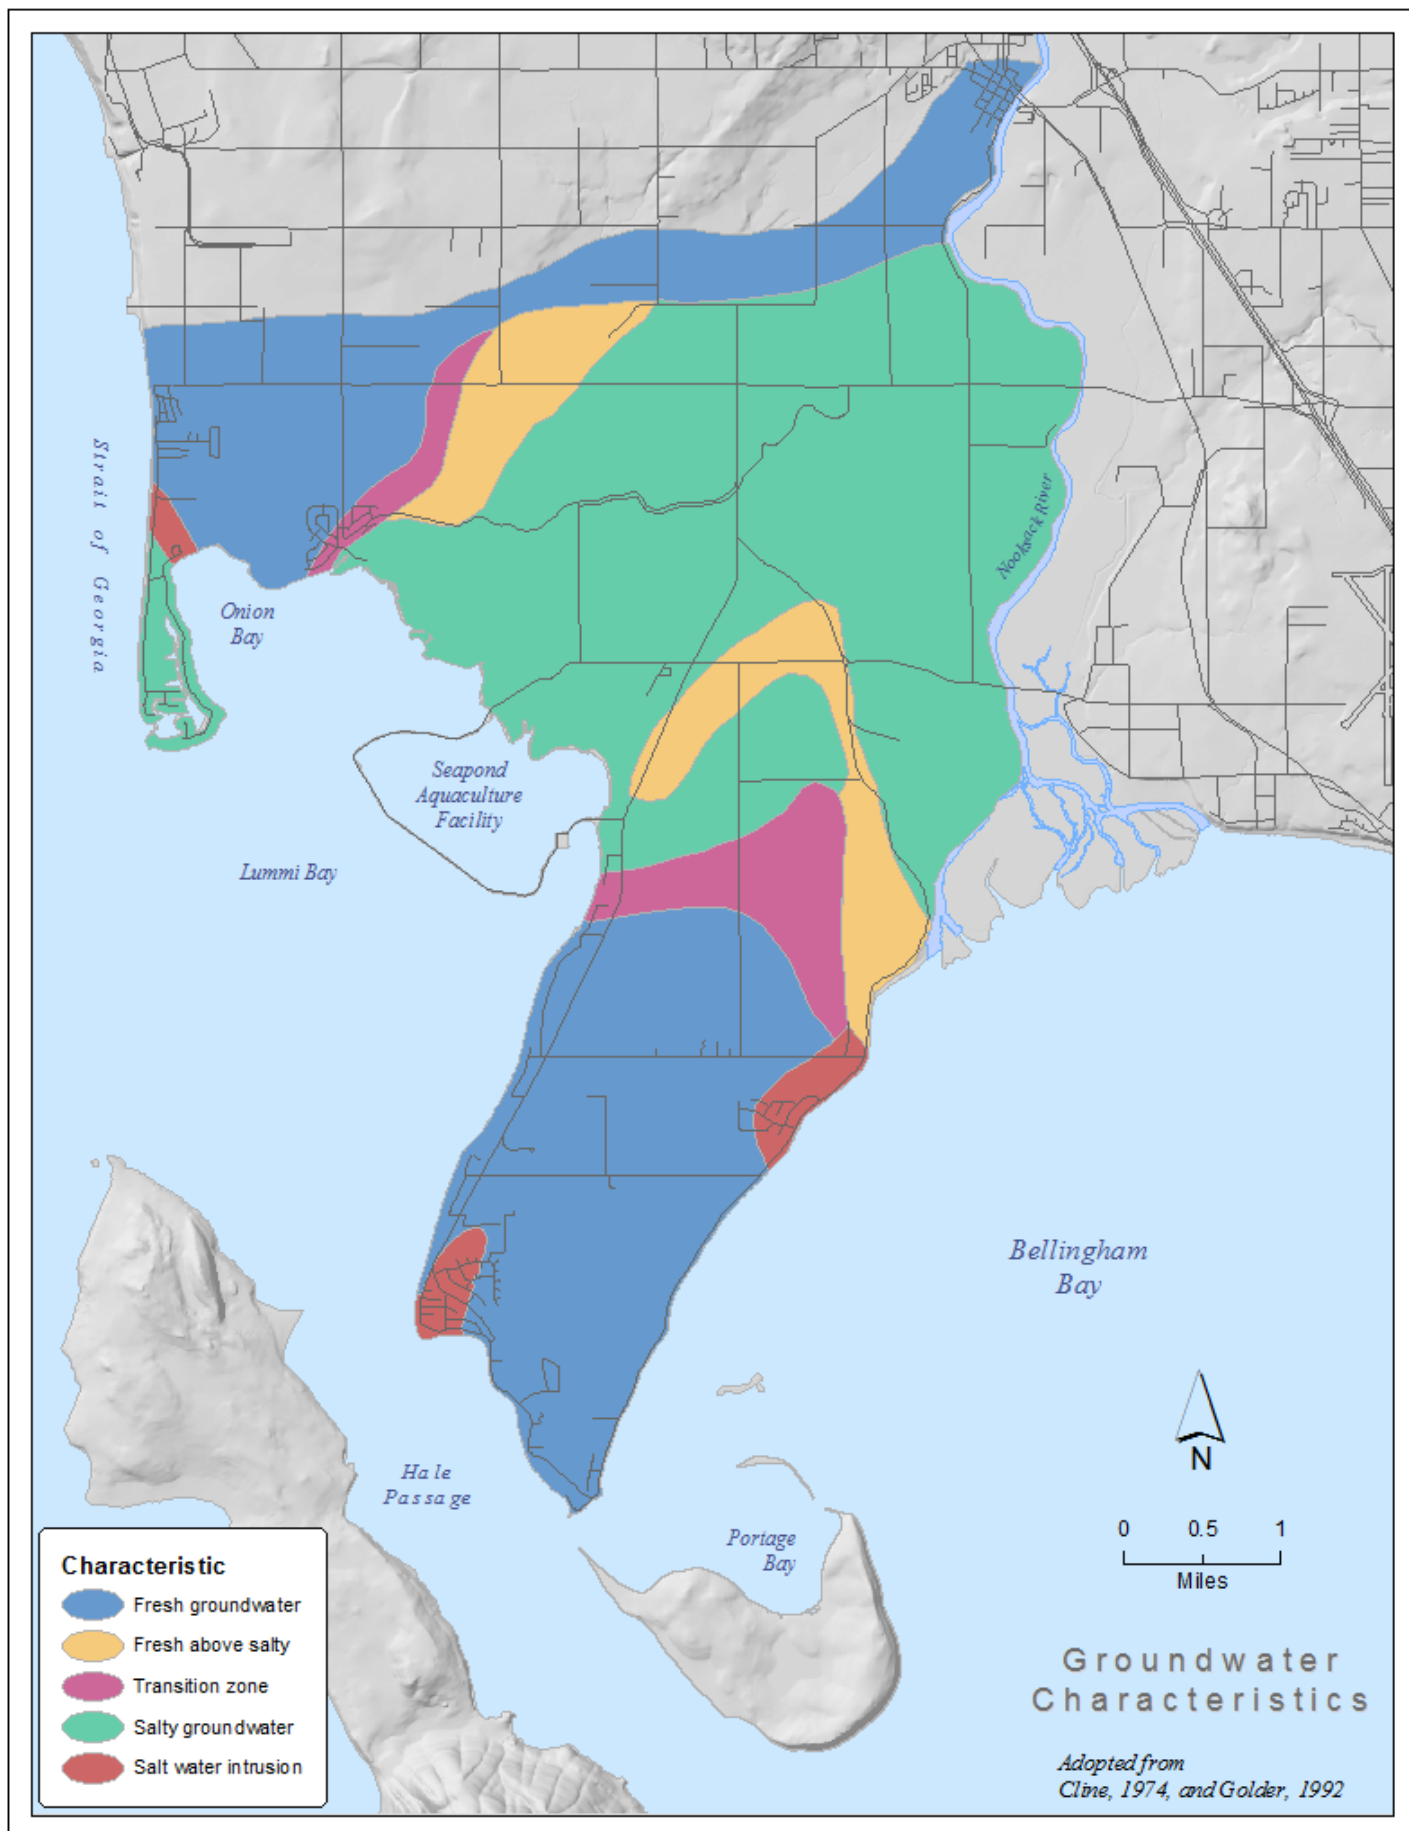 Strait of Georgia
Onion
Bay
Nooksack River
Seapond
Aquaculture
Facility
Lummi Bay
Bellingham
Bay
Hale
Passage
Portage
Bay
N
0 0.5 1
Miles
Characteristic
Fresh groundwater
Fresh above salty
Transition zone
Salty groundwater
Salt water intrusion
Groundwater
Characteristics
Adopted from
Cline, 1974, and Golder, 1992